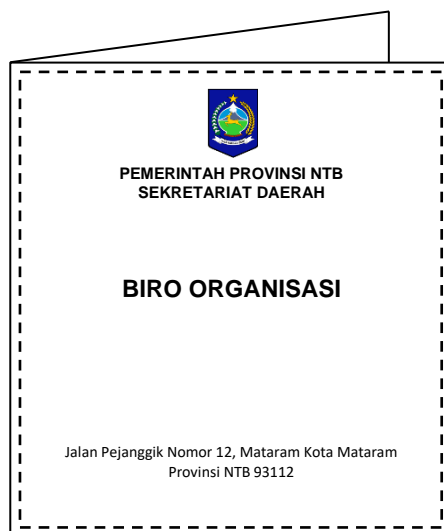 PEMERINTAH PROVINSI NTB
SEKRETARIAT DAERAH
BIRO ORGANISASI
Jalan Pejanggik Nomor 12, Mataram Kota Mataram
Provinsi NTB 93112